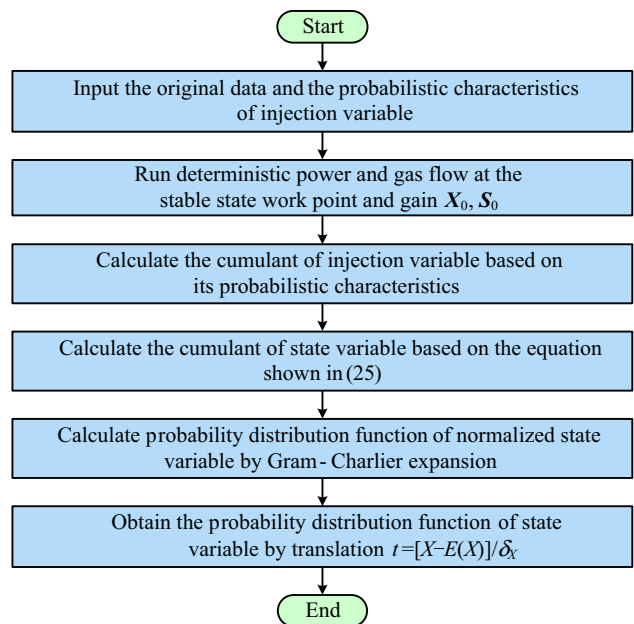 Start
Input the original data and the probabilistic characteristics
of injection variable
Run deterministic power and gas flow at the
stable state work point and gain X₀, S₀
Calculate the cumulant of injection variable based on
its probabilistic characteristics
Calculate the cumulant of state variable based on the equation
shown in (25)
Calculate probability distribution function of normalized state
variable by Gram-Charlier expansion
Obtain the probability distribution function of state
variable by translation t=[X−E(X)]/δ_X
End